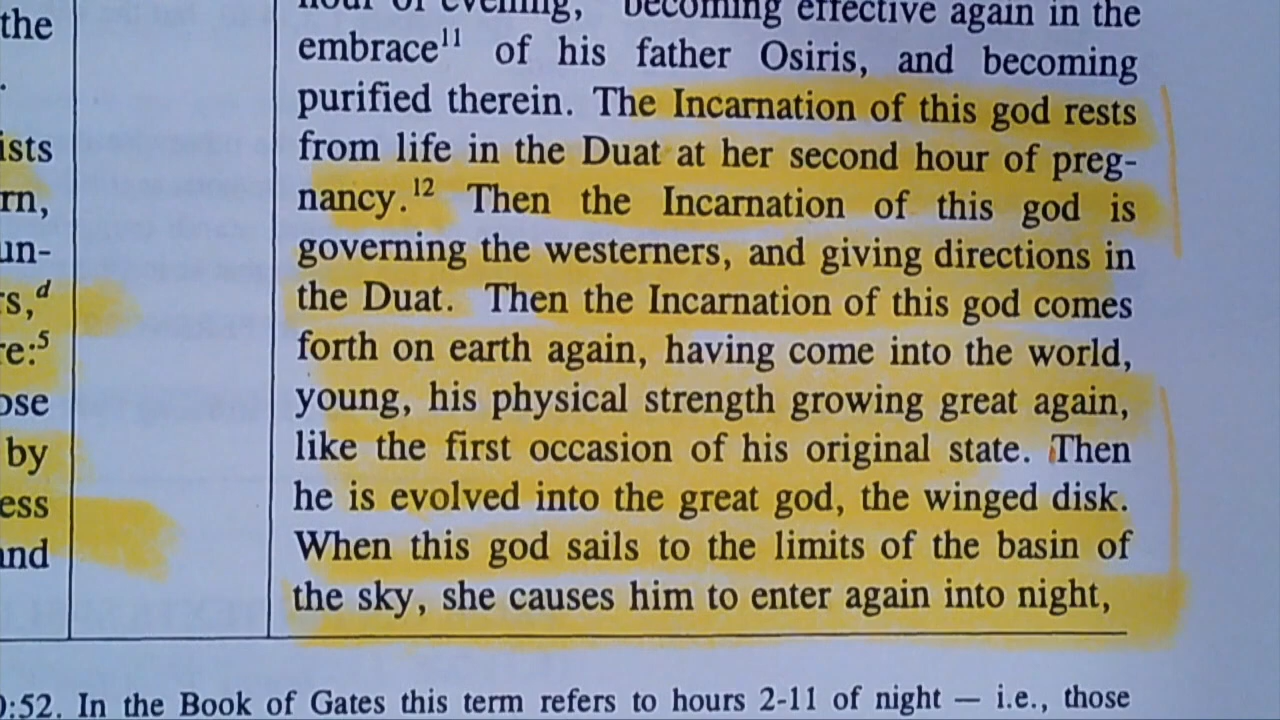 the
.
ists
rn,
un-
rs,d
re:5
ose
by
ess
and
hour of evening, becoming effective again in the
embrace11 of his father Osiris, and becoming
purified therein. The Incarnation of this god rests
from life in the Duat at her second hour of preg-
nancy.12 Then the Incarnation of this god is
governing the westerners, and giving directions in
the Duat. Then the Incarnation of this god comes
forth on earth again, having come into the world,
young, his physical strength growing great again,
like the first occasion of his original state. Then
he is evolved into the great god, the winged disk.
When this god sails to the limits of the basin of
the sky, she causes him to enter again into night,
:52. In the Book of Gates this term refers to hours 2-11 of night — i.e., those